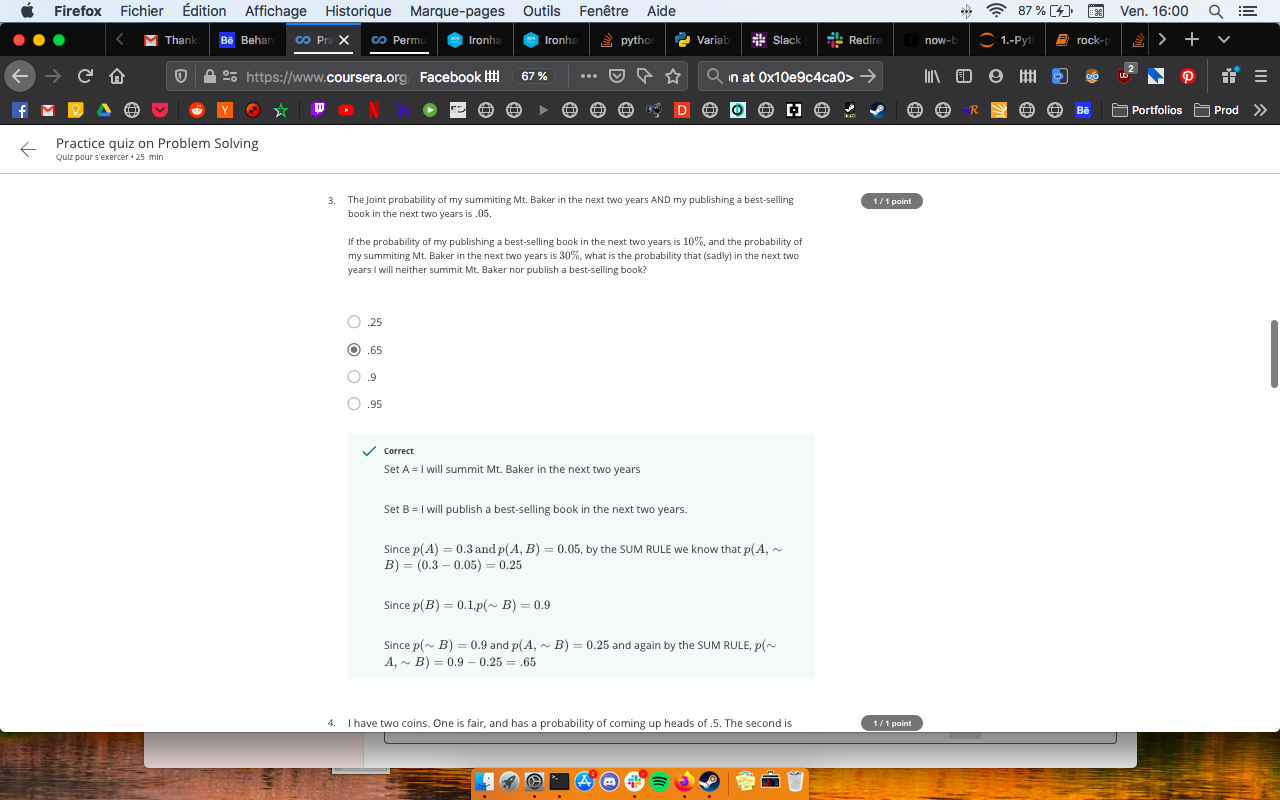 Firefox Fichier Édition Affichage Historique Marque-pages Outils Fenêtre Aide 87 % Ven. 16:00
Thank Bē Behan Pra Permu Ironha Ironha python Variab Slack Redire now-b 1.-Pyt rock-p
https://www.coursera.org Facebook 67 % n at 0x10e9c4ca0> 2
Bē Portfolios Prod
Practice quiz on Problem Solving
Quiz pour s'exercer • 25 min
3. The Joint probability of my summiting Mt. Baker in the next two years AND my publishing a best-selling 1 / 1 point
book in the next two years is .05.
If the probability of my publishing a best-selling book in the next two years is 10%, and the probability of
my summiting Mt. Baker in the next two years is 30%, what is the probability that (sadly) in the next two
years I will neither summit Mt. Baker nor publish a best-selling book?
.25
.65
.9
.95
Correct
Set A = I will summit Mt. Baker in the next two years
Set B = I will publish a best-selling book in the next two years.
Since p(A) = 0.3 and p(A, B) = 0.05, by the SUM RULE we know that p(A, ∼
B) = (0.3 − 0.05) = 0.25
Since p(B) = 0.1,p(∼ B) = 0.9
Since p(∼ B) = 0.9 and p(A, ∼ B) = 0.25 and again by the SUM RULE, p(∼
A, ∼ B) = 0.9 − 0.25 = .65
4. I have two coins. One is fair, and has a probability of coming up heads of .5. The second is 1 / 1 point